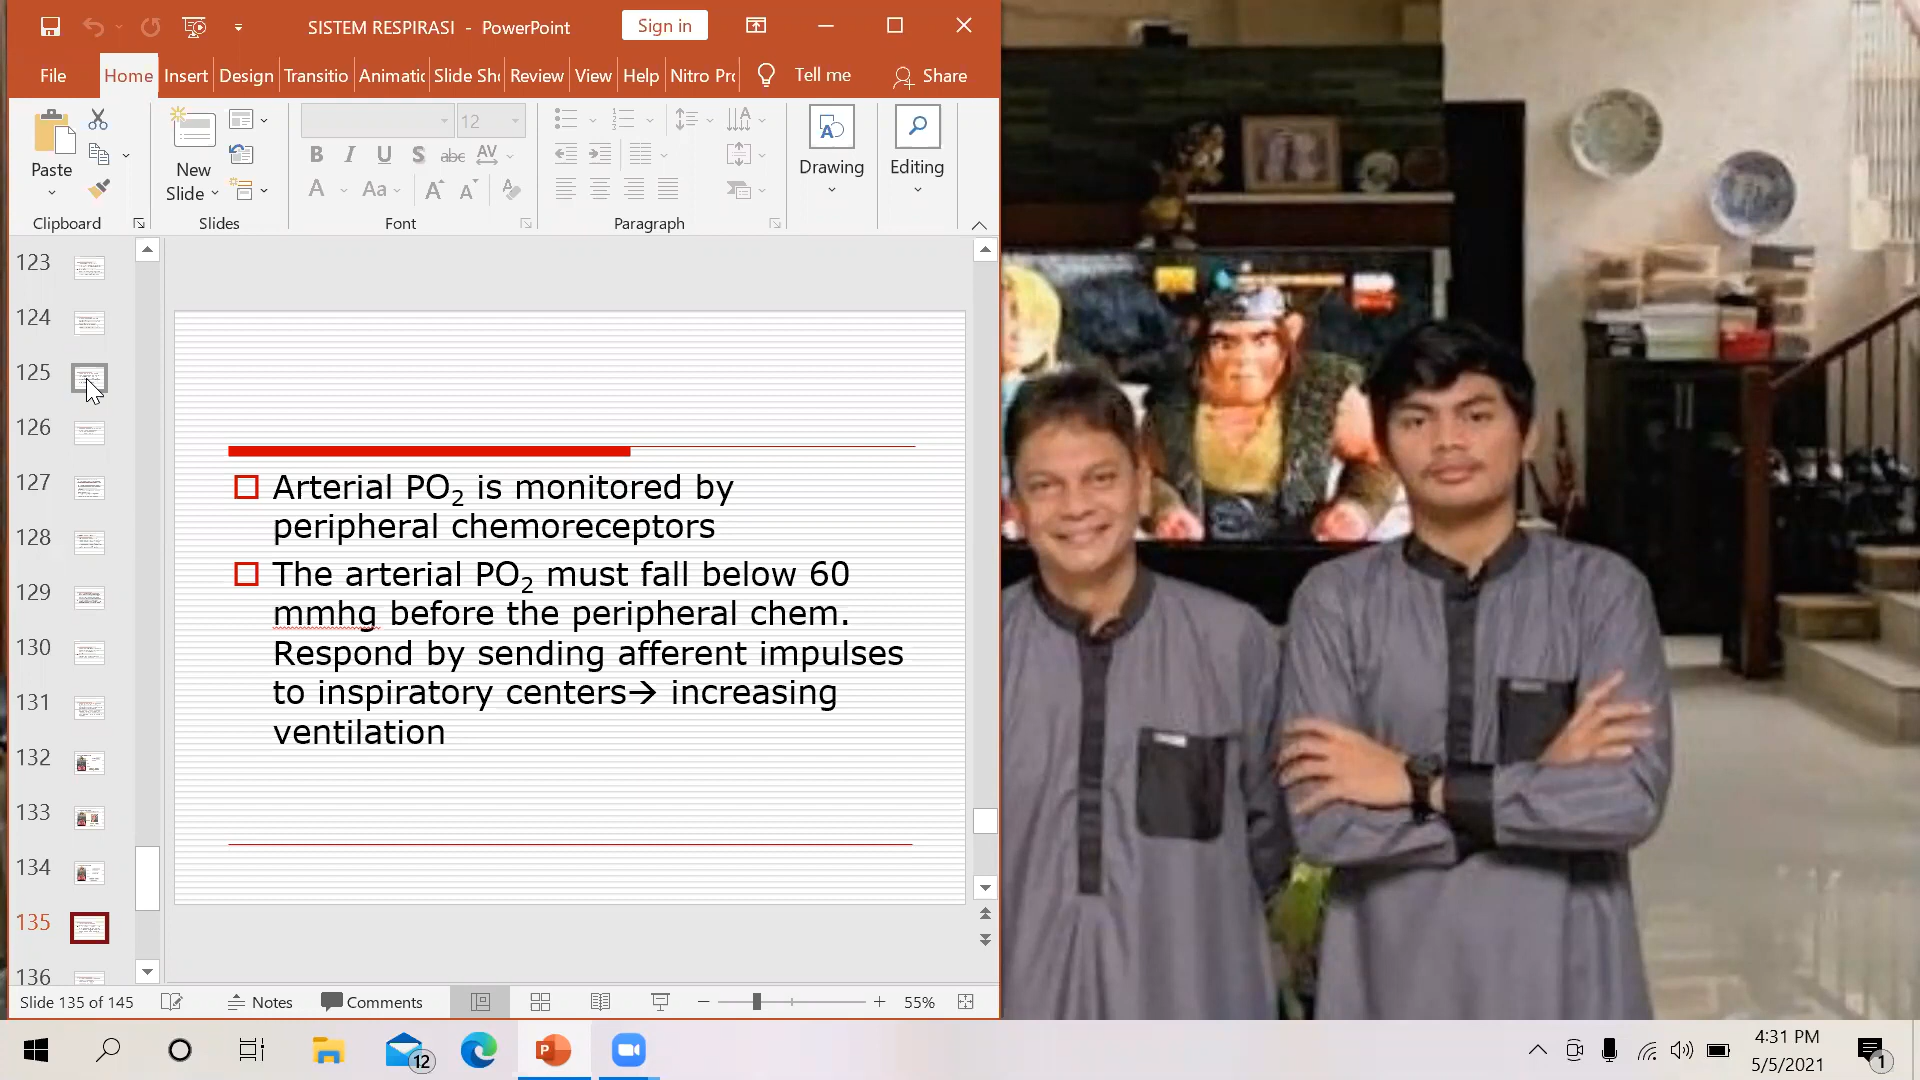 SISTEM RESPIRASI - PowerPoint
Sign in
File
Home
Insert
Design
Transitio
Animatic
Slide Sh
Review
View
Help
Nitro Pr
Tell me
Share
Paste
New
Slide
12
B I U S abc AV
A Aa A A
Drawing
Editing
Clipboard
Slides
Font
Paragraph
123
124
125
126
127
128
129
130
131
132
133
134
135
136
Arterial PO2 is monitored by
peripheral chemoreceptors
The arterial PO2 must fall below 60
mmhg before the peripheral chem.
Respond by sending afferent impulses
to inspiratory centers→ increasing
ventilation
Slide 135 of 145
Notes
Comments
55%
12
4:31 PM
5/5/2021
1